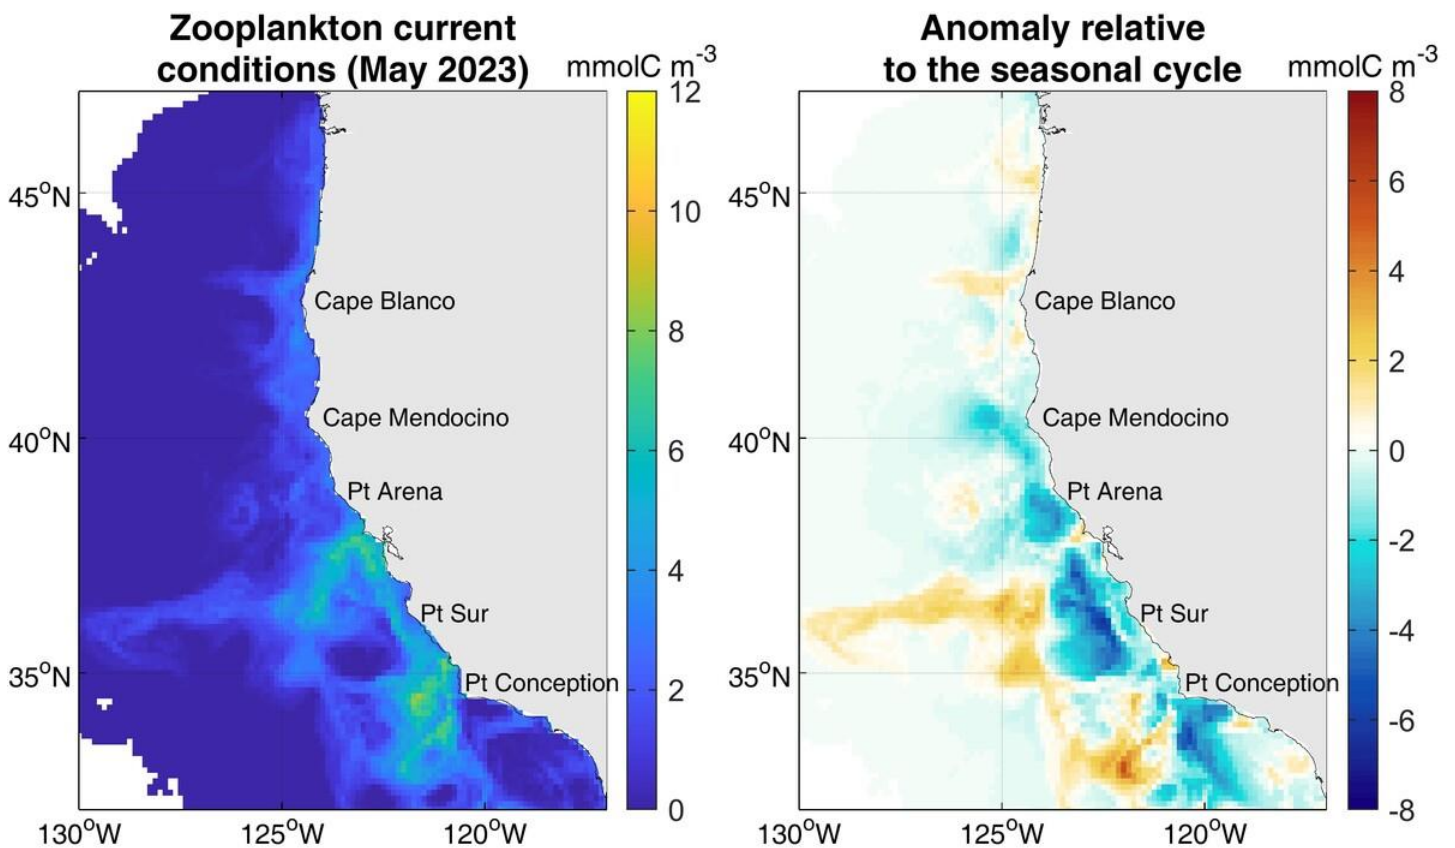 Zooplankton current
conditions (May 2023)
mmolC m⁻³
12
10
8
6
4
2
0
45°N
40°N
35°N
130°W
125°W
120°W
Cape Blanco
Cape Mendocino
Pt Arena
Pt Sur
Pt Conception
Anomaly relative
to the seasonal cycle
mmolC m⁻³
8
6
4
2
0
-2
-4
-6
-8
45°N
40°N
35°N
130°W
125°W
120°W
Cape Blanco
Cape Mendocino
Pt Arena
Pt Sur
Pt Conception